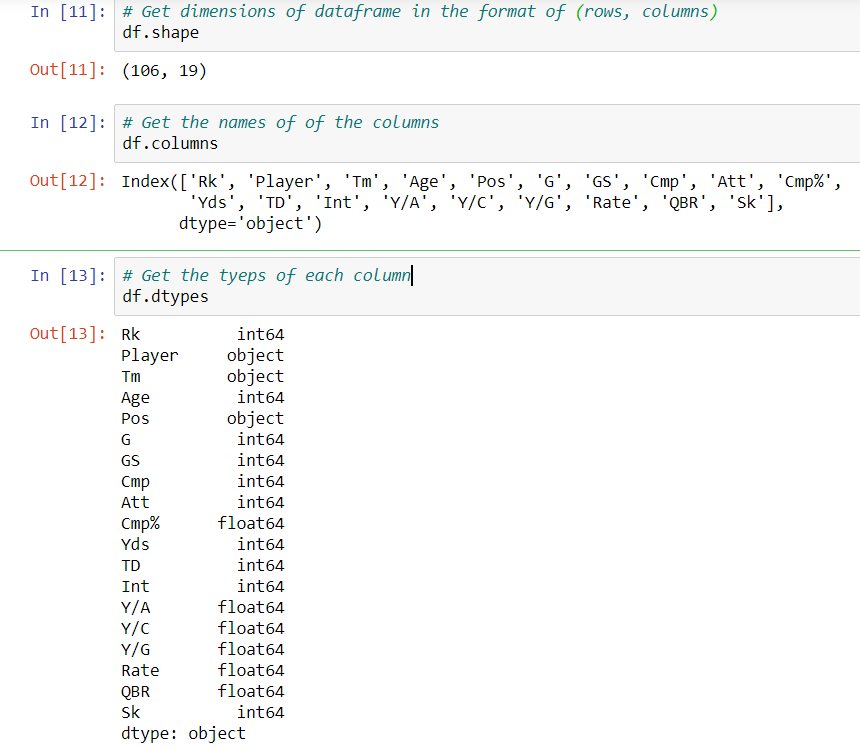 In [11]: # Get dimensions of dataframe in the format of (rows, columns)
df.shape
Out[11]: (106, 19)
In [12]: # Get the names of of the columns
df.columns
Out[12]: Index(['Rk', 'Player', 'Tm', 'Age', 'Pos', 'G', 'GS', 'Cmp', 'Att', 'Cmp%',
'Yds', 'TD', 'Int', 'Y/A', 'Y/C', 'Y/G', 'Rate', 'QBR', 'Sk'],
dtype='object')
In [13]: # Get the tyeps of each column
df.dtypes
Out[13]: Rk int64
Player object
Tm object
Age int64
Pos object
G int64
GS int64
Cmp int64
Att int64
Cmp% float64
Yds int64
TD int64
Int int64
Y/A float64
Y/C float64
Y/G float64
Rate float64
QBR float64
Sk int64
dtype: object